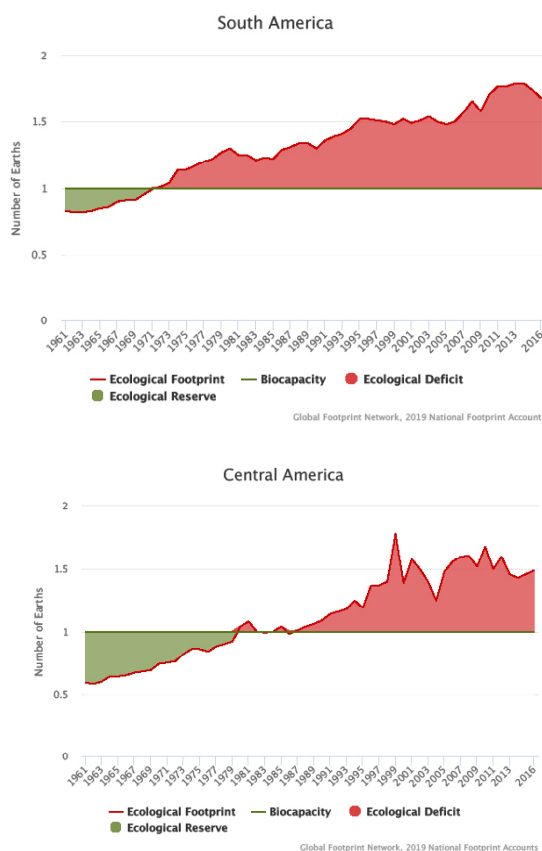 South America
2
1.5
1
0.5
0
Number of Earths
1961 1963 1965 1967 1969 1971 1973 1975 1977 1979 1981 1983 1985 1987 1989 1991 1993 1995 1997 1999 2001 2003 2005 2007 2009 2011 2013 2016
Ecological Footprint Biocapacity Ecological Deficit
Ecological Reserve
Global Footprint Network, 2019 National Footprint Account
Central America
2
1.5
1
0.5
0
Number of Earths
1961 1963 1965 1967 1969 1971 1973 1975 1977 1979 1981 1983 1985 1987 1989 1991 1993 1995 1997 1999 2001 2003 2005 2007 2009 2011 2013 2016
Ecological Footprint Biocapacity Ecological Deficit
Ecological Reserve
Global Footprint Network, 2019 National Footprint Accounts